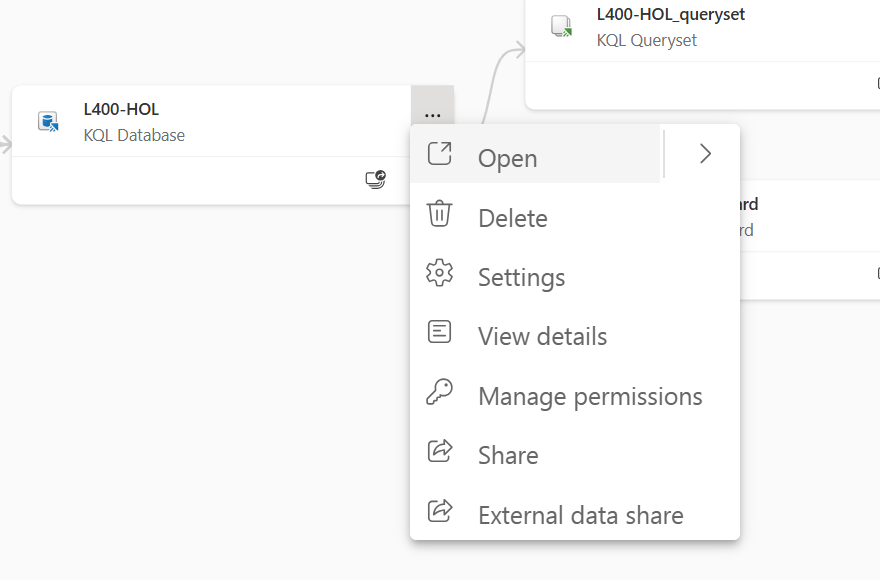 L400-HOL_queryset
KQL Queryset
L400-HOL
KQL Database
...
Open
Delete
Settings
View details
Manage permissions
Share
External data share